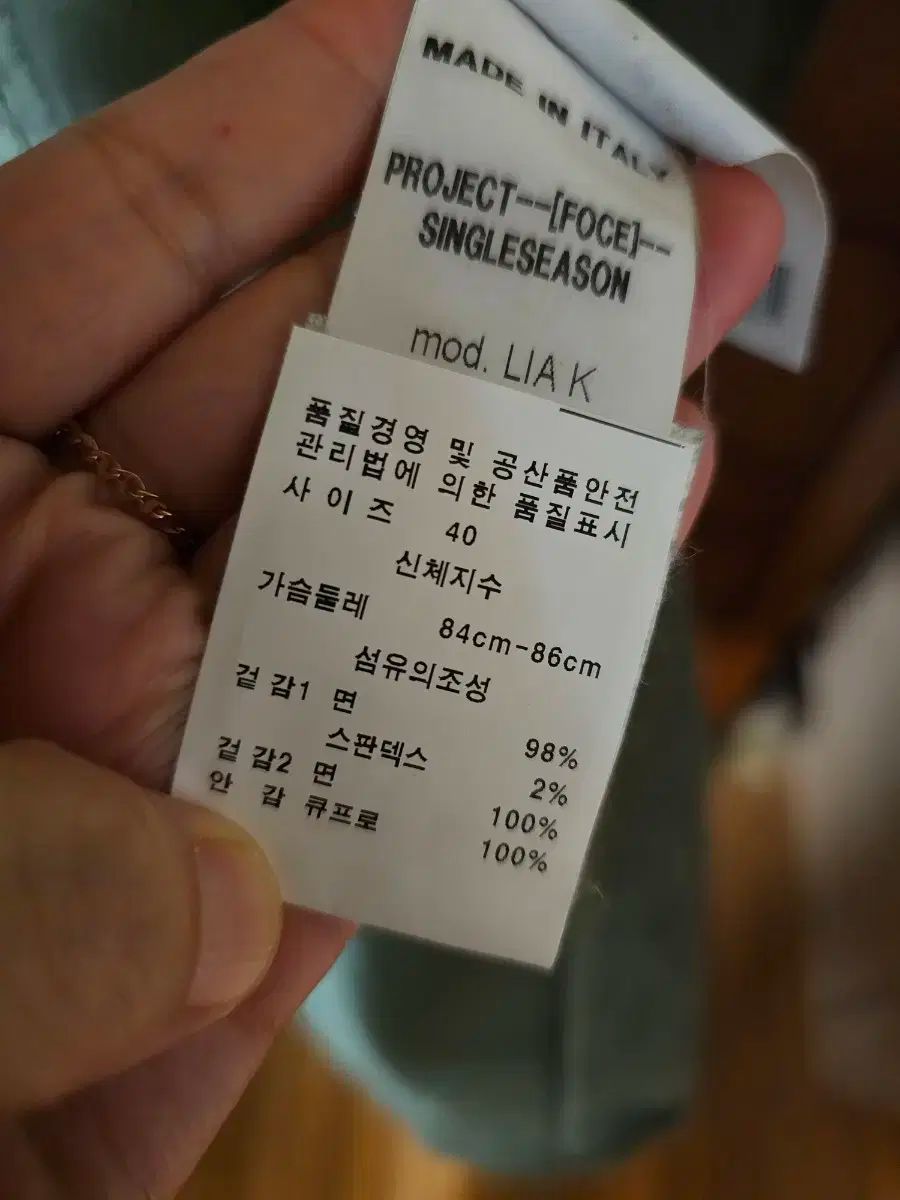 MADE IN ITALY
PROJECT--[FOCE]--
SINGLESEASON
mod. LIA K
품질경영 및 공산품안전
관리법에 의한 품질표시
사 이 즈 40
신체지수
가슴둘레 84cm-86cm
섬유의조성
겉 감1 면 98%
스판덱스 2%
겉 감2 면 100%
안 감 큐프로 100%